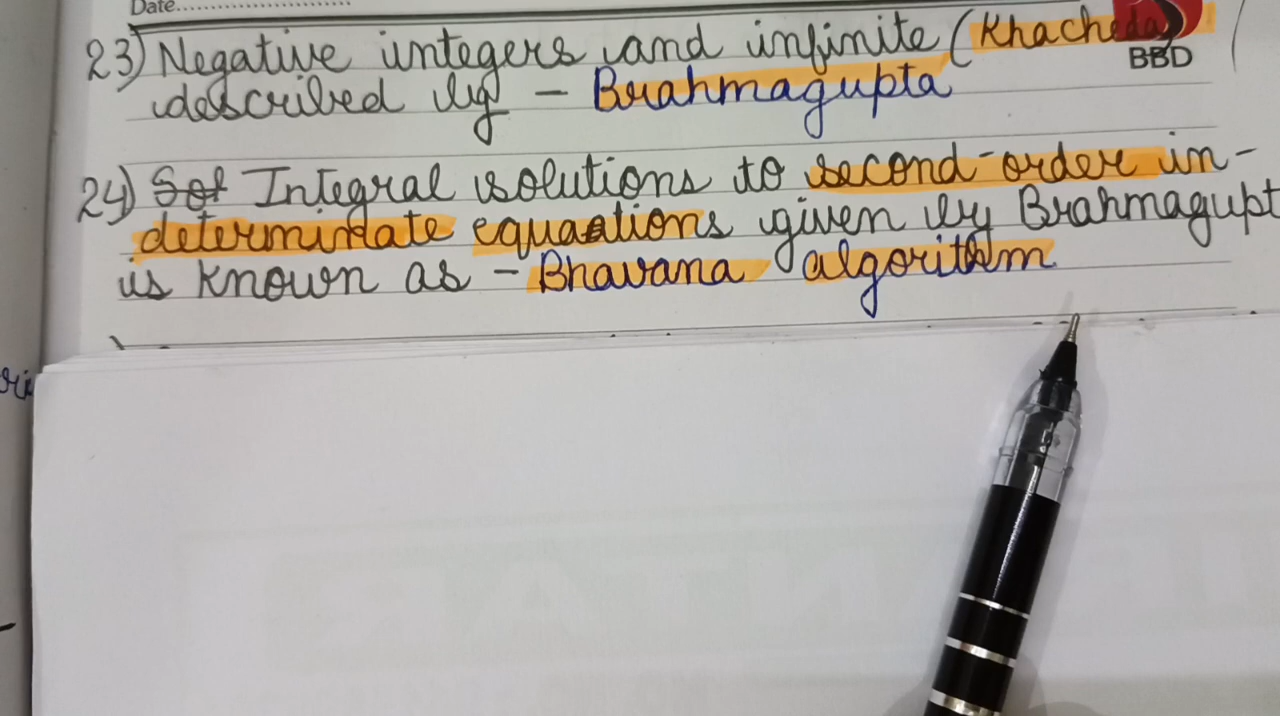 Date..............................
23) Negative integers and infinite (Khacheda)
BBD
described by - Brahmagupta
24) Sol Integral solutions to second-order in-
determinate equations given by Brahmagupt
is known as - Bhavana algorithm